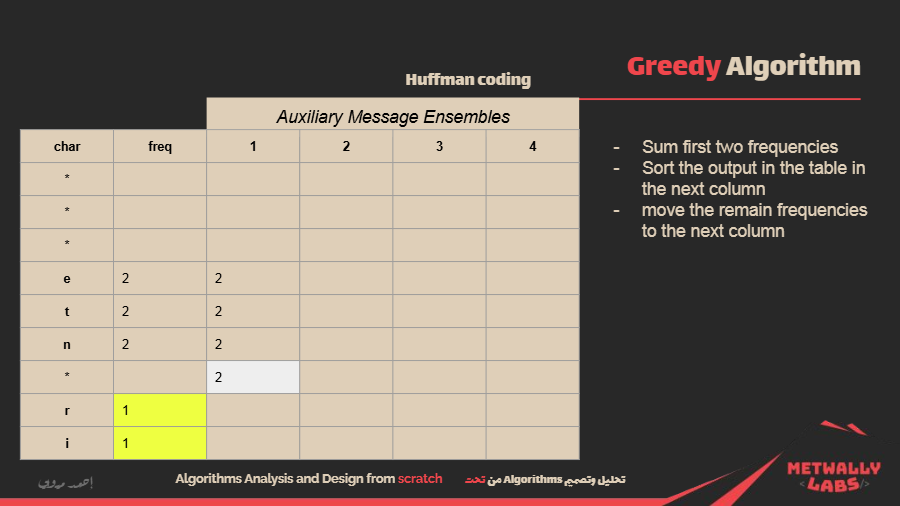 Greedy Algorithm
Huffman coding
Auxiliary Message Ensembles
char freq 1 2 3 4
*
*
*
e 2 2
t 2 2
n 2 2
* 2
r 1
i 1
- Sum first two frequencies
- Sort the output in the table in
the next column
- move the remain frequencies
to the next column
Algorithms Analysis and Design from scratch
تحليل وتصميم Algorithms من تحت
METWALLY
<LABS/>